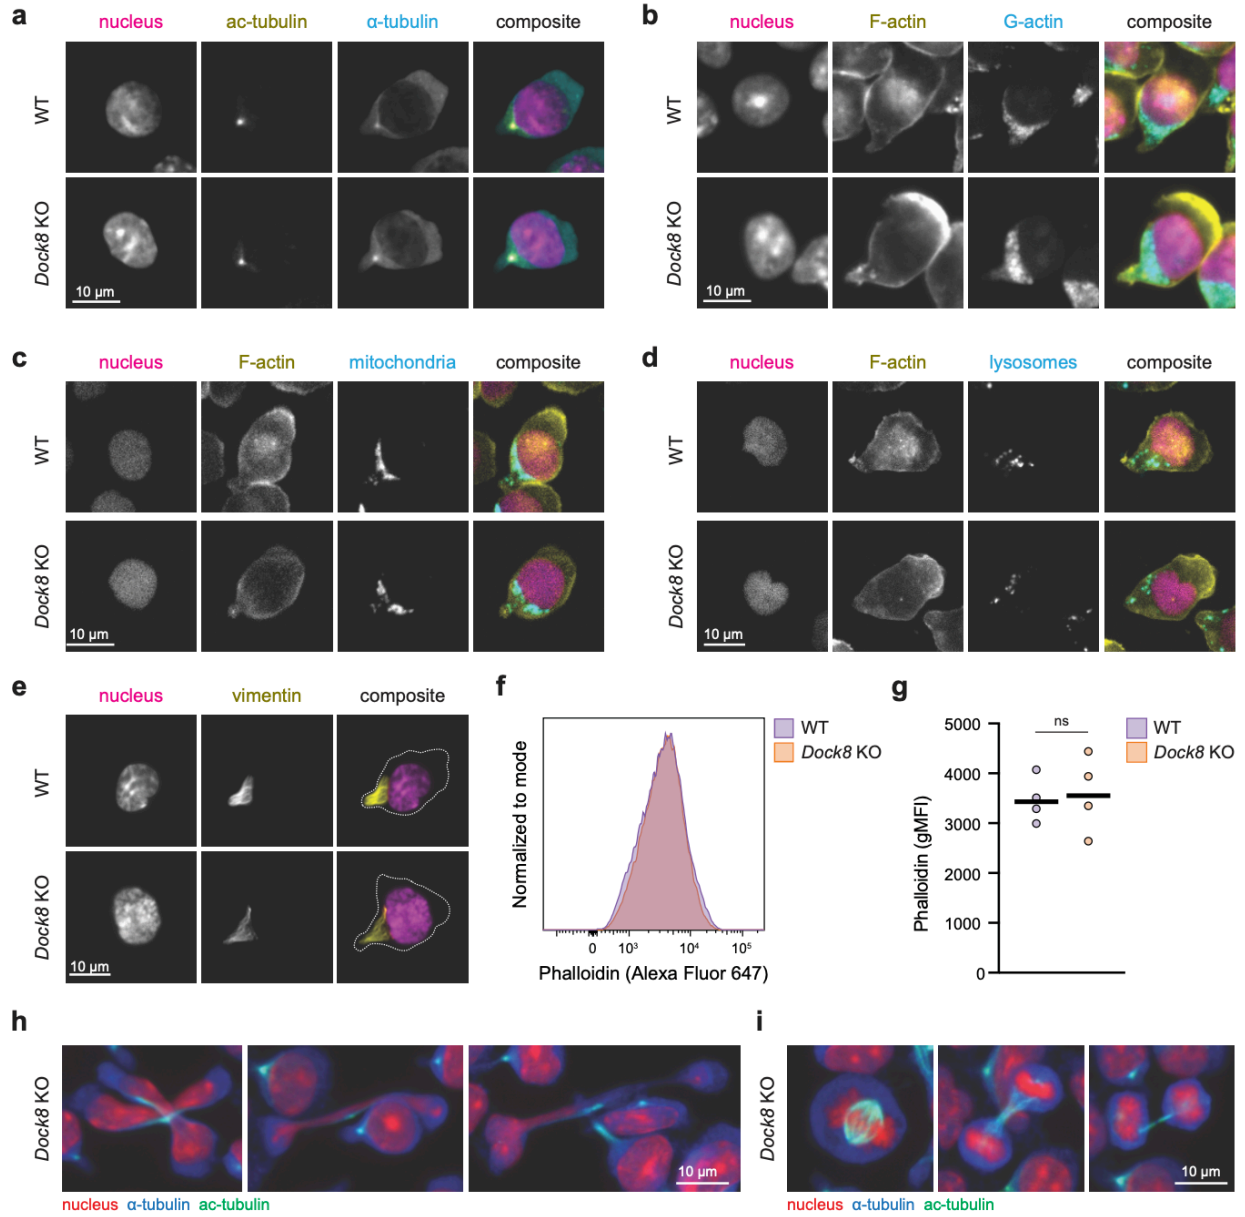 a
nucleus ac-tubulin α-tubulin composite
WT
Dock8 KO
10 µm
b
nucleus F-actin G-actin composite
WT
Dock8 KO
10 µm
c
nucleus F-actin mitochondria composite
WT
Dock8 KO
10 µm
d
nucleus F-actin lysosomes composite
WT
Dock8 KO
10 µm
e
nucleus vimentin composite
WT
Dock8 KO
10 µm
f
Normalized to mode
0 10³ 10⁴ 10⁵
Phalloidin (Alexa Fluor 647)
WT
Dock8 KO
g
Phalloidin (gMFI)
5000
4000
3000
2000
1000
0
ns
WT
Dock8 KO
h
Dock8 KO
10 µm
nucleus α-tubulin ac-tubulin
i
Dock8 KO
10 µm
nucleus α-tubulin ac-tubulin